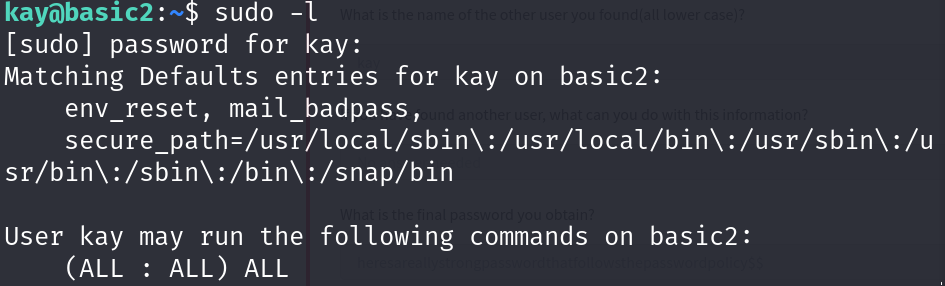 kay@basic2:~$ sudo -l
What is the name of the other user you found(all lower case)?
[sudo] password for kay:
Matching Defaults entries for kay on basic2:
    env_reset, mail_badpass,
ound another user, what can you do with this information?
    secure_path=/usr/local/sbin\:/usr/local/bin\:/usr/sbin\:/u
sr/bin\:/sbin\:/bin\:/snap/bin
What is the final password you obtain?
User kay may run the following commands on basic2:
    (ALL : ALL) ALL